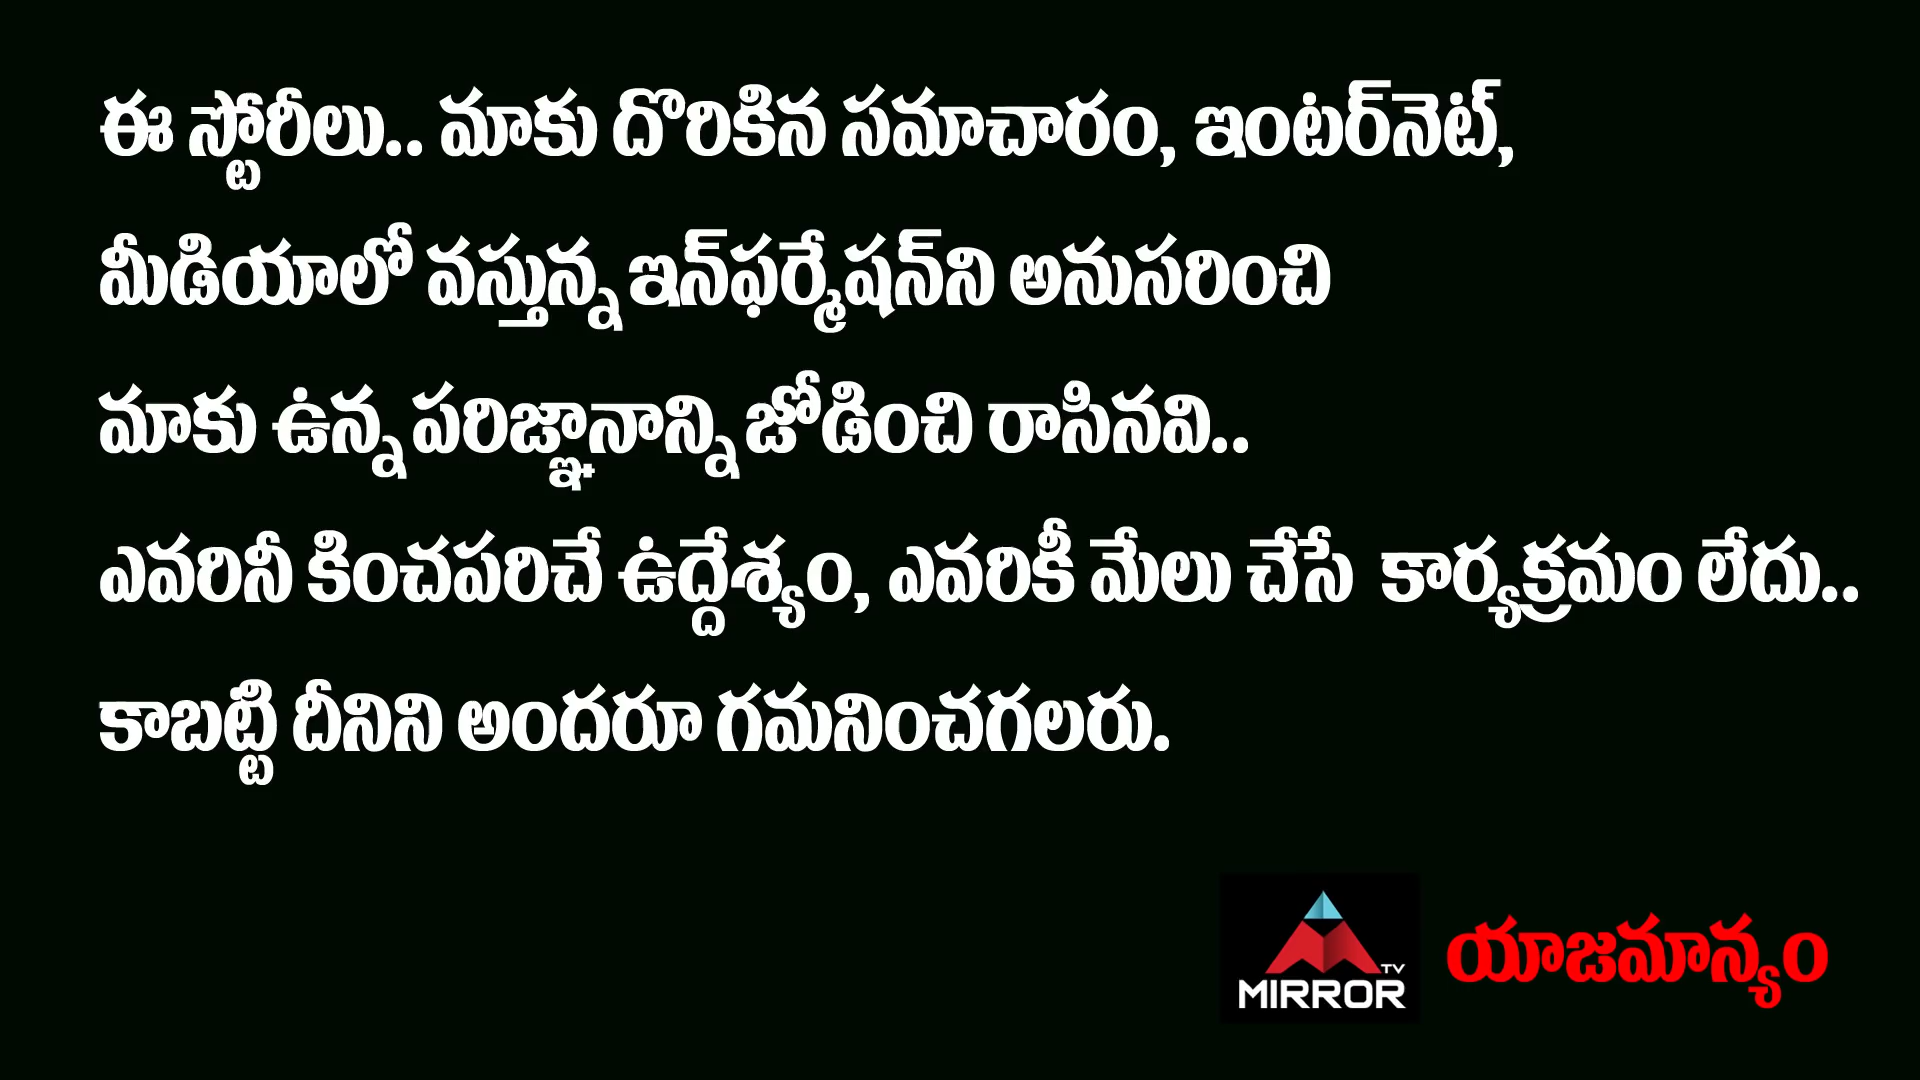 ఈ స్టోరీలు.. మాకు దొరికిన సమాచారం, ఇంటర్‌నెట్,
మీడియాలో వస్తున్న ఇన్‌ఫర్మేషన్‌ని అనుసరించి
మాకు ఉన్న పరిజ్ఞానాన్ని జోడించి రాసినవి..
ఎవరినీ కించపరిచే ఉద్దేశ్యం, ఎవరికీ మేలు చేసే కార్యక్రమం లేదు..
కాబట్టి దీనిని అందరూ గమనించగలరు.
TV
MIRROR
యాజమాన్యం